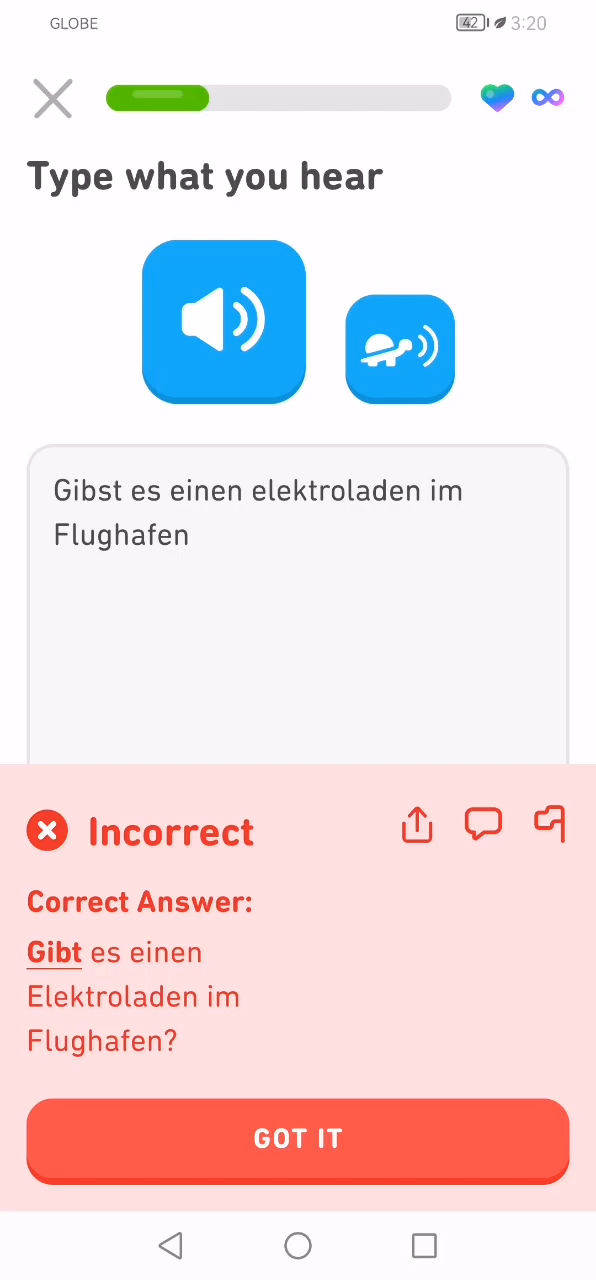 GLOBE
42 3:20
Type what you hear
Gibst es einen elektroladen im
Flughafen
Incorrect
Correct Answer:
Gibt es einen
Elektroladen im
Flughafen?
GOT IT